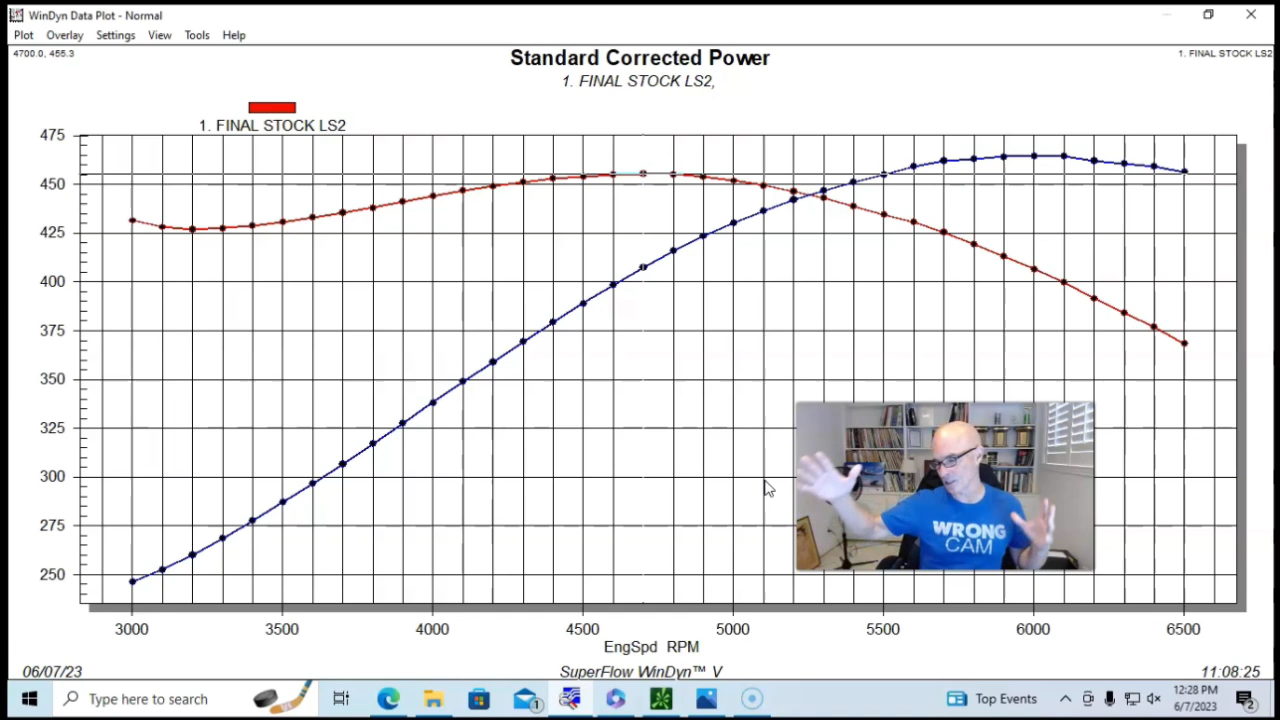 WinDyn Data Plot - Normal
Plot Overlay Settings View Tools Help
4700.0, 455.3
Standard Corrected Power
1. FINAL STOCK LS2
1. FINAL STOCK LS2,
1. FINAL STOCK LS2
475
450
425
400
375
350
325
300
275
250
WRONG
CAM
3000 3500 4000 4500 5000 5500 6000 6500
EngSpd RPM
06/07/23
SuperFlow WinDyn™ V
11:08:25
Type here to search
1
Top Events
12:28 PM
6/7/2023
2